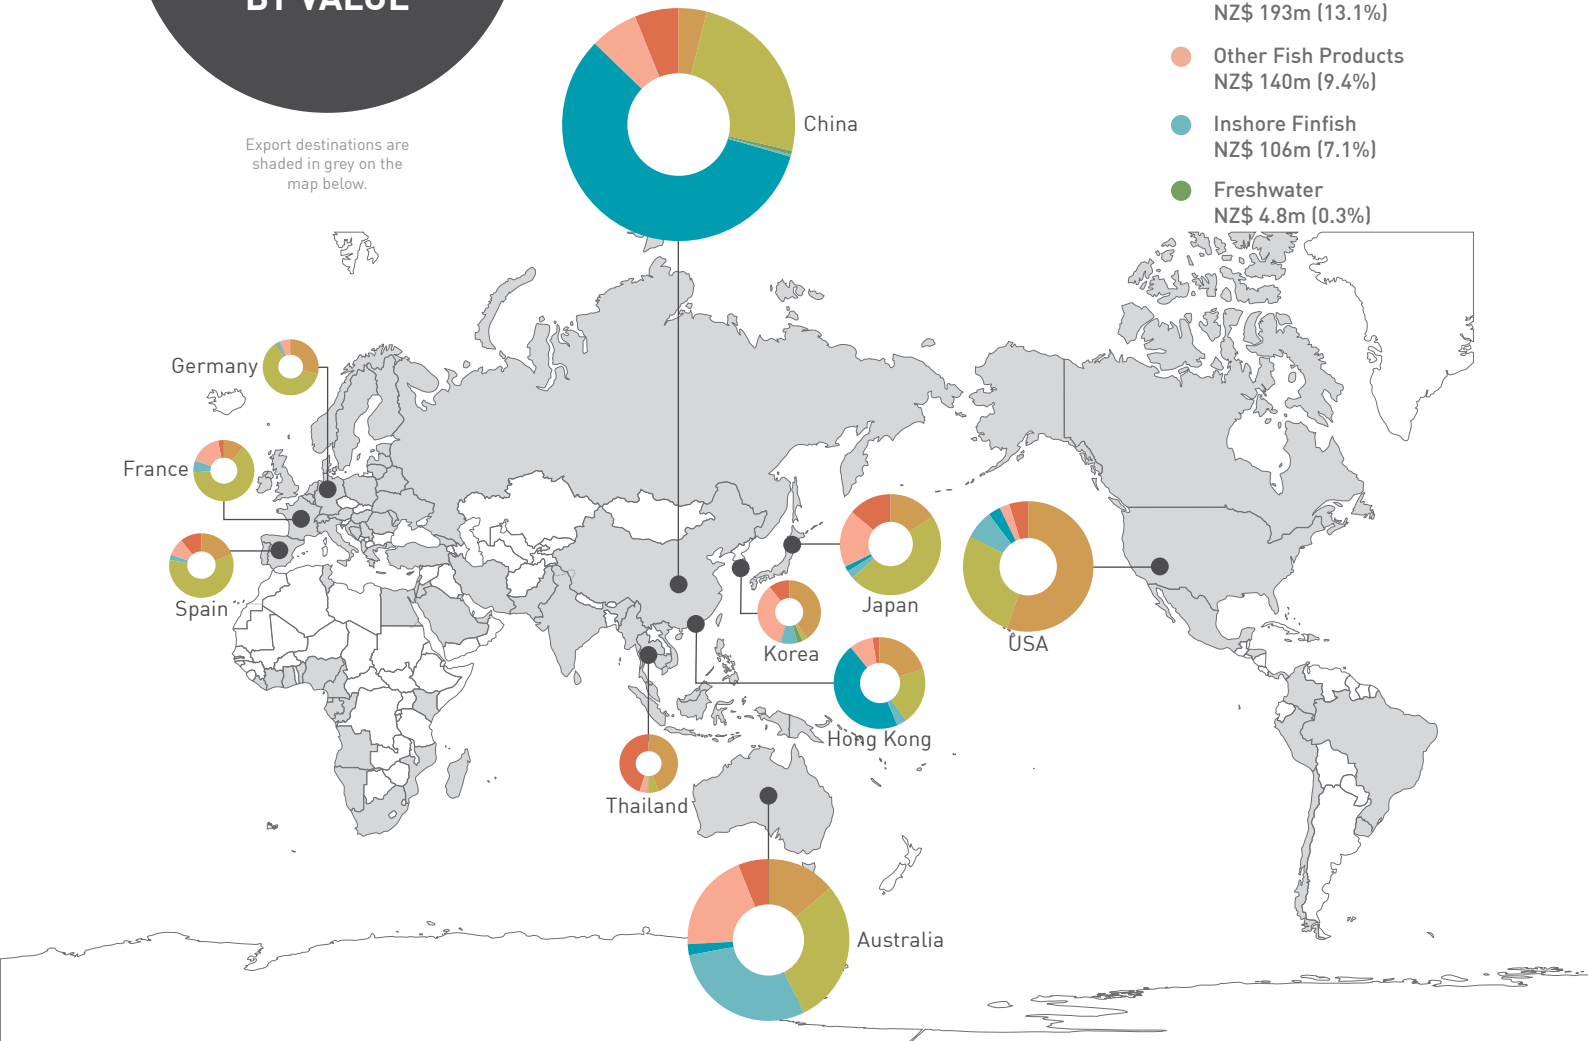 BY VALUE
Export destinations are
shaded in grey on the
map below.
NZ$ 193m (13.1%)
Other Fish Products
NZ$ 140m (9.4%)
Inshore Finfish
NZ$ 106m (7.1%)
Freshwater
NZ$ 4.8m (0.3%)
China
Germany
France
Spain
Japan
Korea
USA
Hong Kong
Thailand
Australia